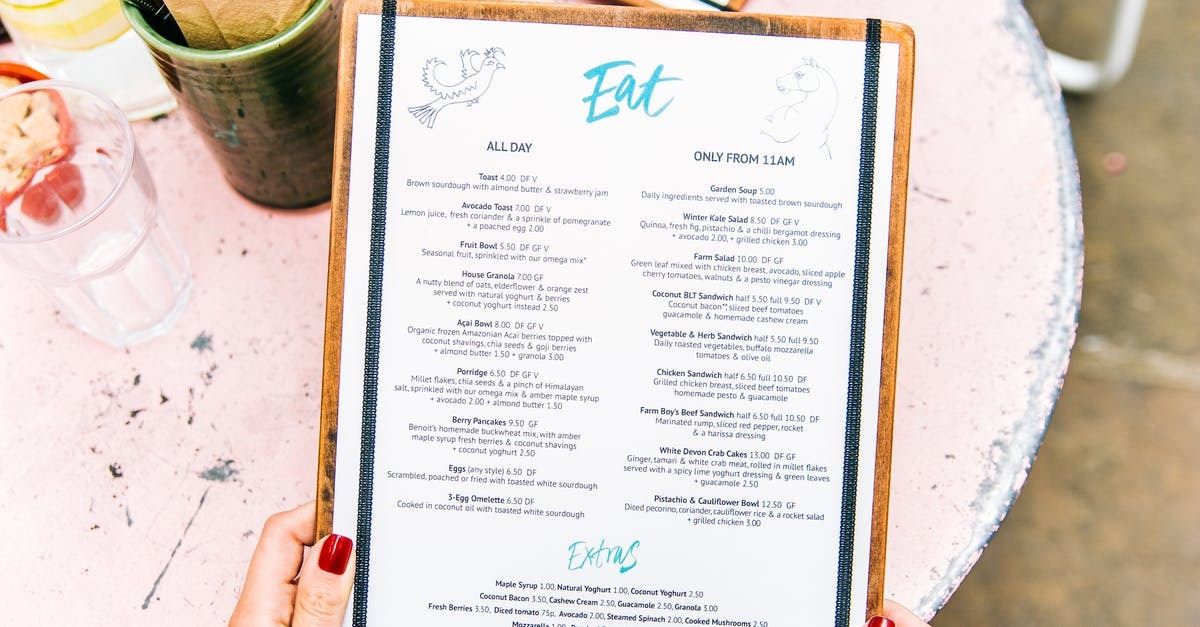 Eat
ALL DAY
Toast 4.00 DF V
Brown sourdough with almond butter & strawberry jam
Avocado Toast 7.00 DF V
Lemon juice, fresh coriander & a sprinkle of pomegranate
+ a poached egg 2.00
Fruit Bowl 5.50 DF GF V
Seasonal fruit, sprinkled with our omega mix*
House Granola 7.00 GF
A nutty blend of oats, elderflower & orange zest
served with natural yoghurt & berries
+ coconut yoghurt instead 2.50
Açai Bowl 8.00 DF GF V
Organic frozen Amazonian Acai berries topped with
coconut shavings, chia seeds & goji berries
+ almond butter 1.50 + granola 3.00
Porridge 6.50 DF GF V
Millet flakes, chia seeds & a pinch of Himalayan
salt, sprinkled with our omega mix & amber maple syrup
+ avocado 2.00 + almond butter 1.50
Berry Pancakes 9.50 GF
Benoit's homemade buckwheat mix, with amber
maple syrup fresh berries & coconut shavings
+ coconut yoghurt 2.50
Eggs (any style) 6.50 DF
Scrambled, poached or fried with toasted white sourdough
3-Egg Omelette 6.50 DF
Cooked in coconut oil with toasted white sourdough
ONLY FROM 11AM
Garden Soup 5.00
Daily ingredients served with toasted brown sourdough
Winter Kale Salad 8.50 DF GF V
Quinoa, fresh fig, pistachio & a chilli bergamot dressing
+ avocado 2.00, + grilled chicken 3.00
Farm Salad 10.00 DF GF
Green leaf mixed with chicken breast, avocado, sliced apple
cherry tomatoes, walnuts & a pesto vinegar dressing
Coconut BLT Sandwich half 5.50 full 9.50 DF V
Coconut bacon**, sliced beef tomatoes
guacamole & homemade cashew cream
Vegetable & Herb Sandwich half 5.50 full 9.50
Daily roasted vegetables, buffalo mozzarella
tomatoes & olive oil
Chicken Sandwich half 6.50 full 10.50 DF
Grilled chicken breast, sliced beef tomatoes
homemade pesto & guacamole
Farm Boy's Beef Sandwich half 6.50 full 10.50 DF
Marinated rump, sliced red pepper, rocket
& a harissa dressing
White Devon Crab Cakes 13.00 DF GF
Ginger, tamari & white crab meat, rolled in millet flakes
served with a spicy lime yoghurt dressing & green leaves
+ guacamole 2.50
Pistachio & Cauliflower Bowl 12.50 GF
Diced pecorino, coriander, cauliflower rice & a rocket salad
+ grilled chicken 3.00
Extras
Maple Syrup 1.00, Natural Yoghurt 1.00, Coconut Yoghurt 2.50
Coconut Bacon 3.50, Cashew Cream 2.50, Guacamole 2.50, Granola 3.00
Fresh Berries 3.50, Diced tomato 75p, Avocado 2.00, Steamed Spinach 2.00, Cooked Mushrooms 2.50
Mozzarella